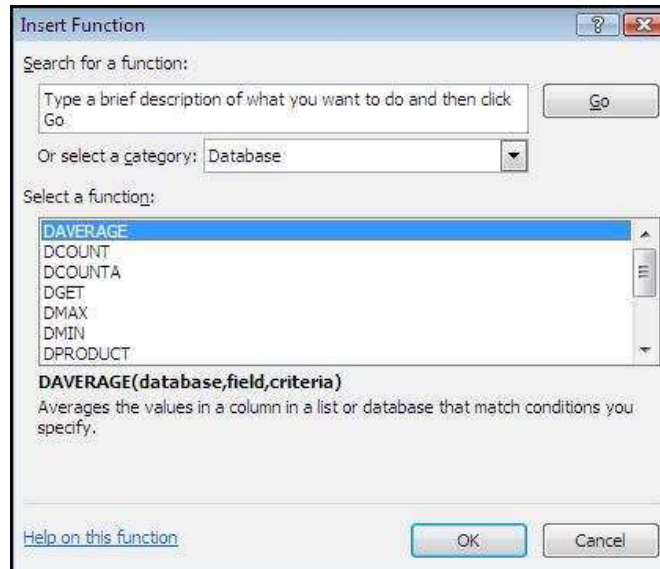 Insert Function
Search for a function:
Type a brief description of what you want to do and then click
Go
Go
Or select a category: Database
Select a function:
DAVERAGE
DCOUNT
DCOUNTA
DGET
DMAX
DMIN
DPRODUCT
DAVERAGE(database,field,criteria)
Averages the values in a column in a list or database that match conditions you
specify.
Help on this function
OK
Cancel